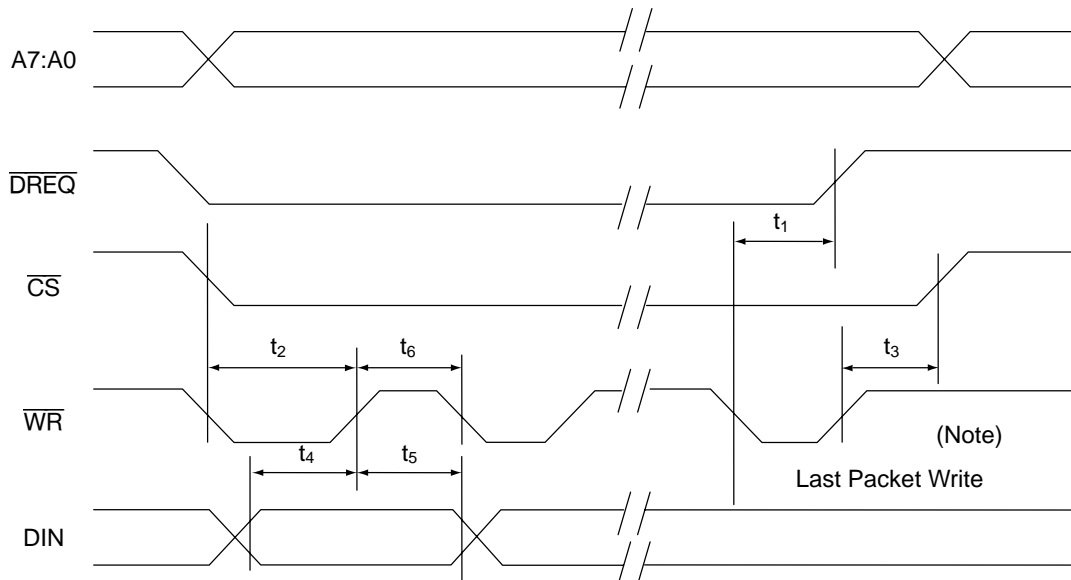 A7:A0
DREQ
t1
CS
t2
t6
t3
WR
(Note)
t4
t5
Last Packet Write
DIN